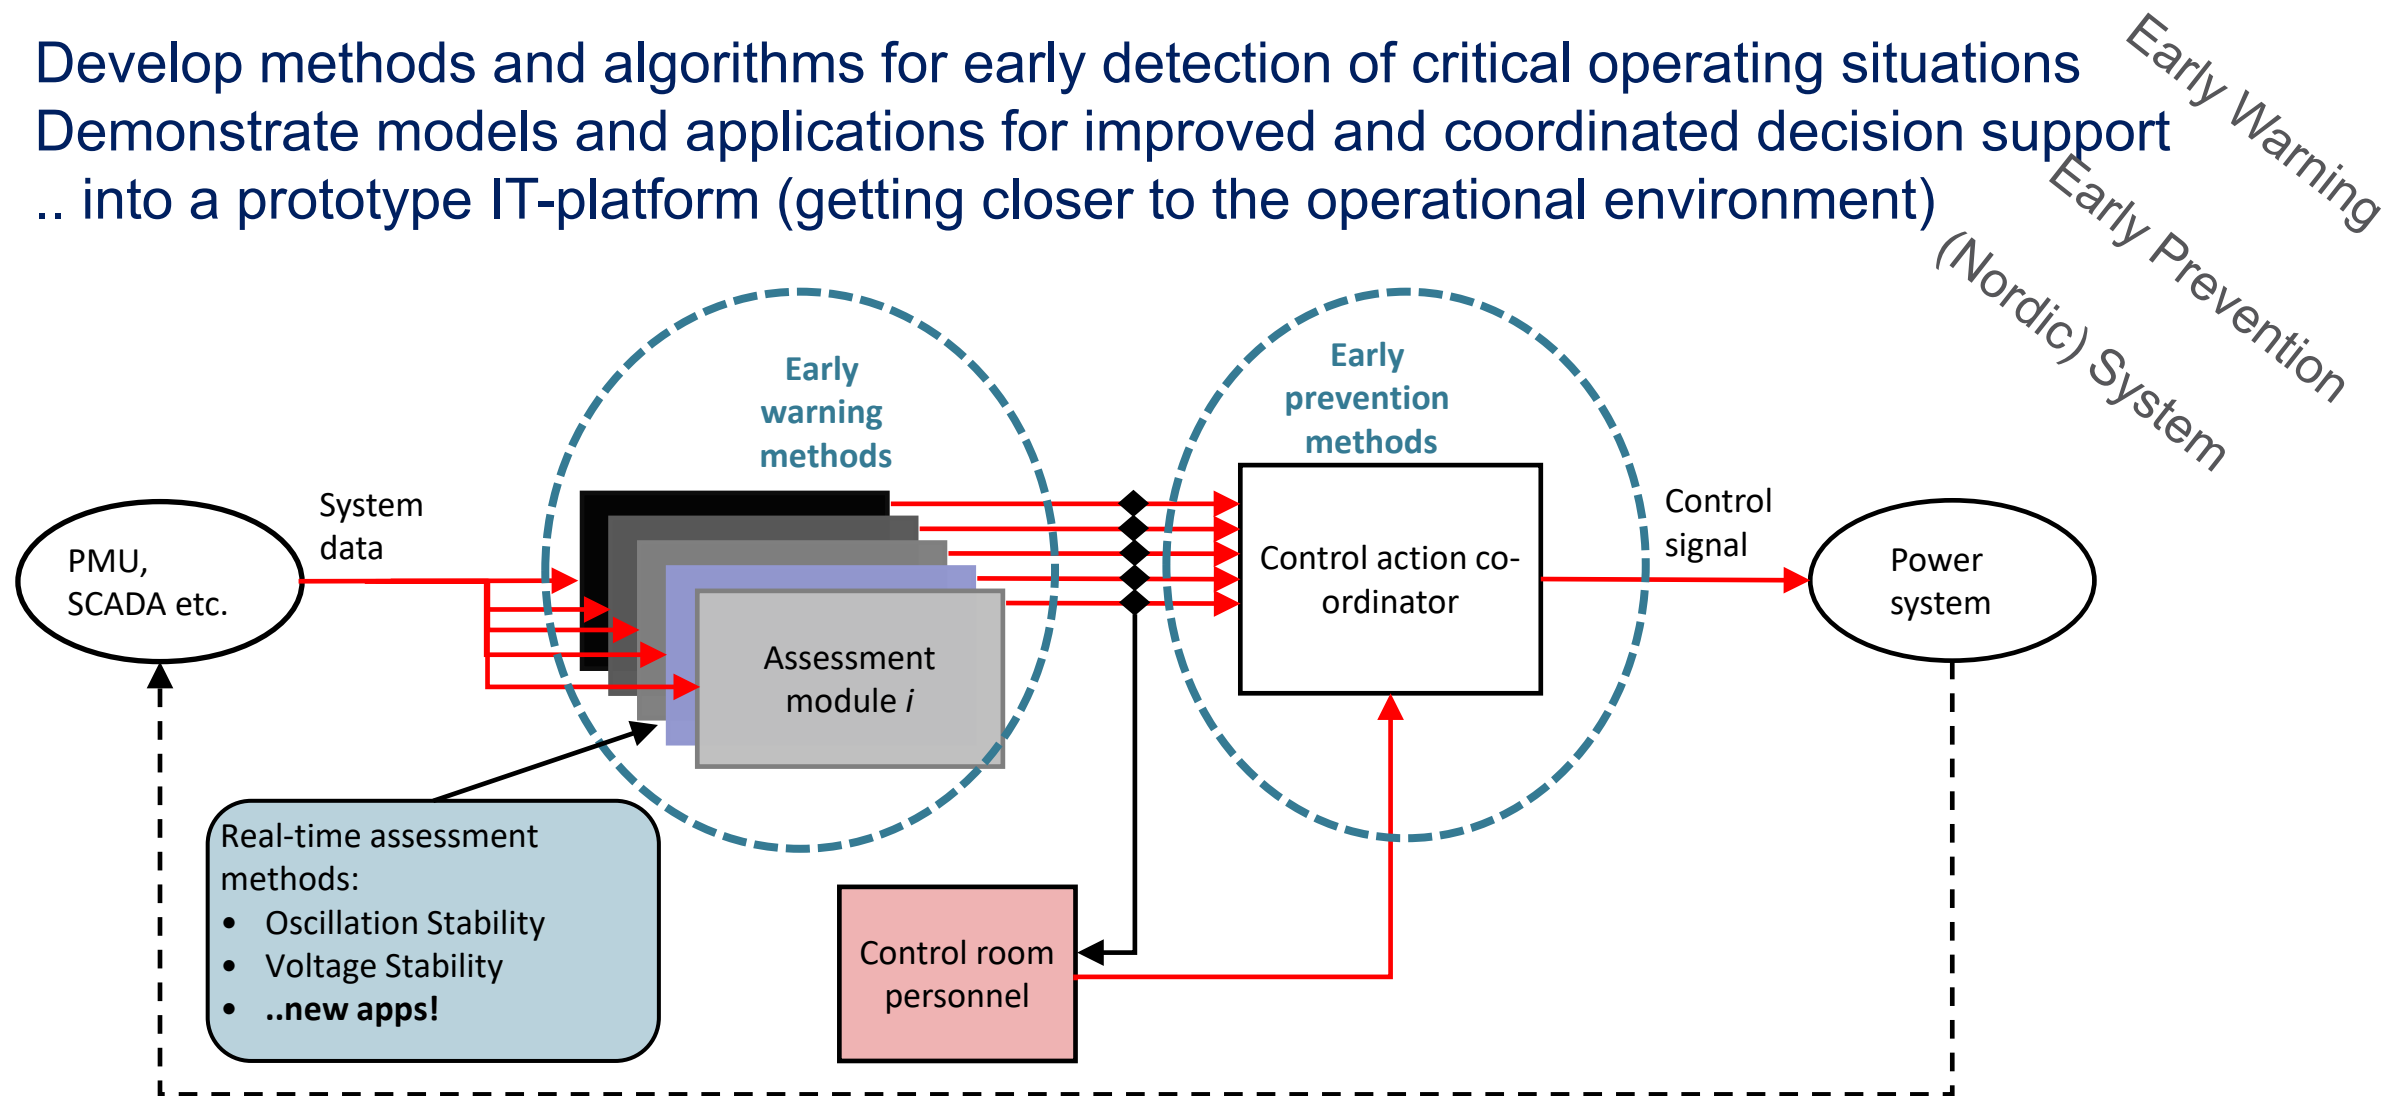 Develop methods and algorithms for early detection of critical operating situations
Demonstrate models and applications for improved and coordinated decision support
.. into a prototype IT-platform (getting closer to the operational environment)
Early Warning
Early Prevention
(Nordic) System
Early
warning
methods
Early
prevention
methods
System
data
PMU,
SCADA etc.
Assessment
module i
Control action co-
ordinator
Control
signal
Power
system
Real-time assessment
methods:
• Oscillation Stability
• Voltage Stability
• ..new apps!
Control room
personnel